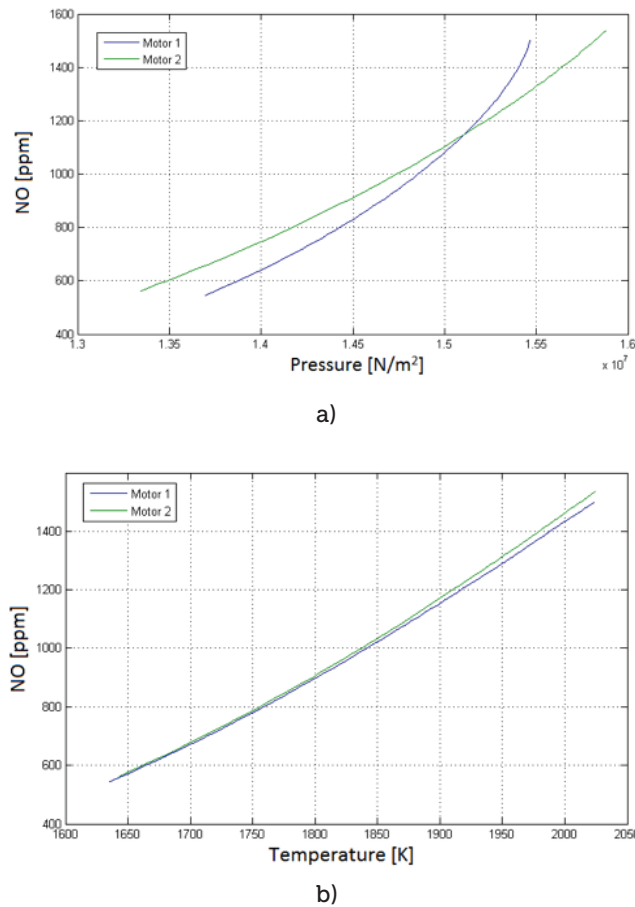 1600
1400
1200
1000
800
600
400
NO [ppm]
Motor 1
Motor 2
1.3
1.35
1.4
1.45
1.5
1.55
1.6
x 10⁷
Pressure [N/m²]
a)
1400
1200
1000
800
600
400
NO [ppm]
Motor 1
Motor 2
1600
1650
1700
1750
1800
1850
1900
1950
2000
2050
Temperature [K]
b)